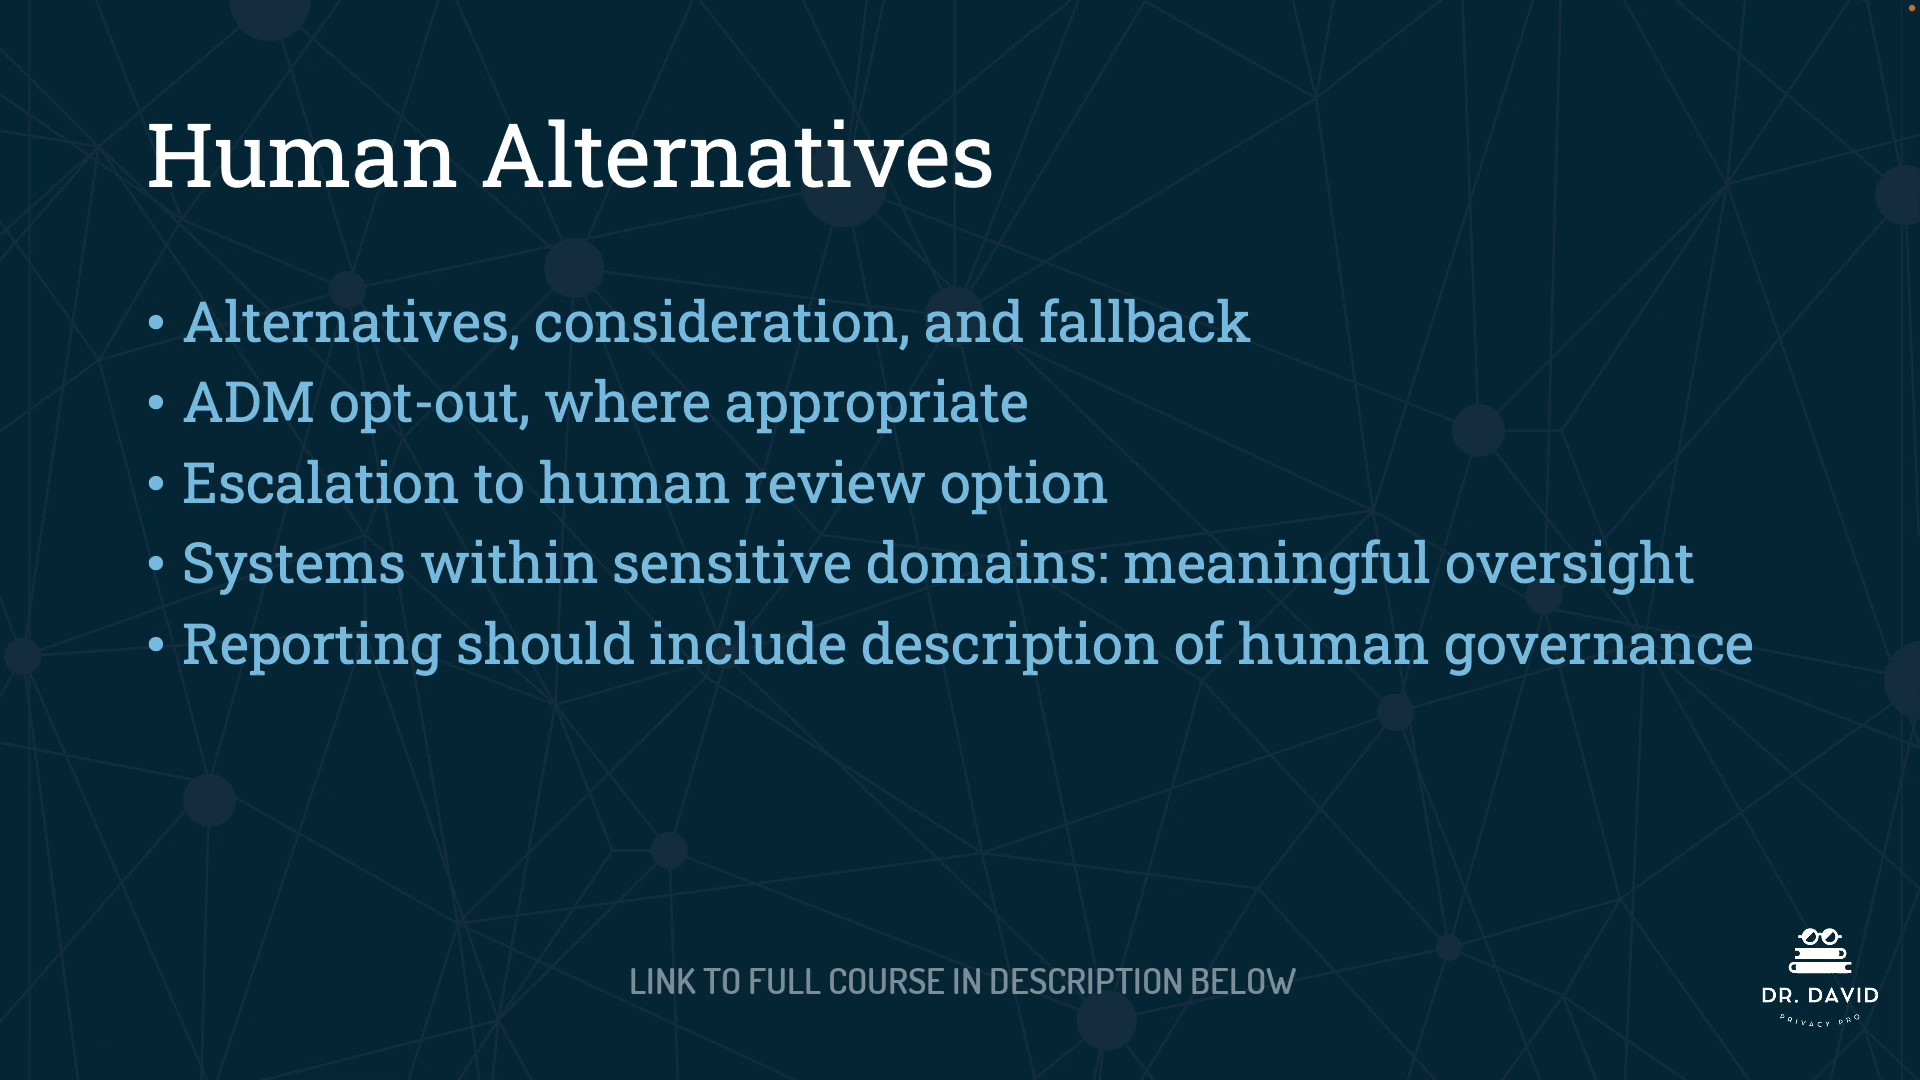 Human Alternatives
• Alternatives, consideration, and fallback
• ADM opt-out, where appropriate
• Escalation to human review option
• Systems within sensitive domains: meaningful oversight
• Reporting should include description of human governance
LINK TO FULL COURSE IN DESCRIPTION BELOW
DR. DAVID
PRIVACY PRO